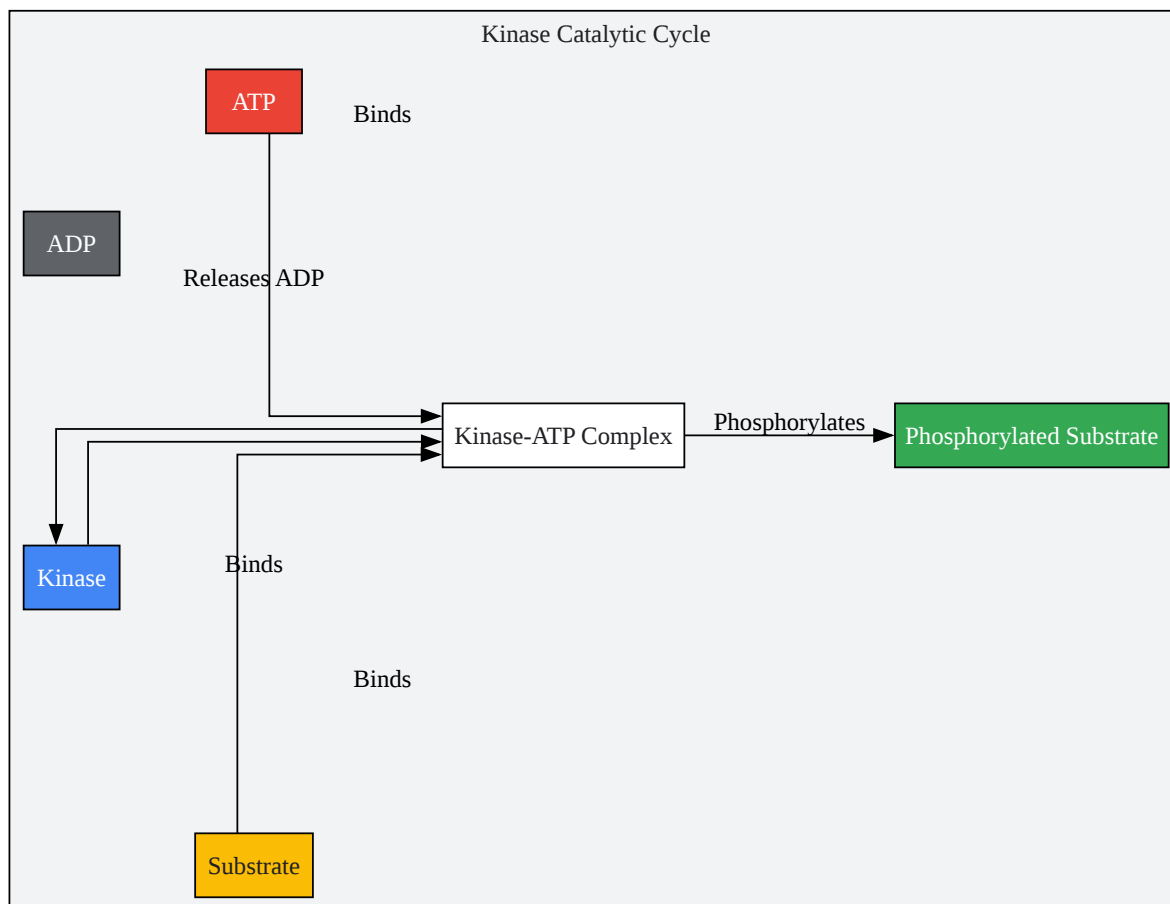 Kinase Catalytic Cycle
ATP
Binds
ADP
Releases ADP
Kinase-ATP Complex
Phosphorylates
Phosphorylated Substrate
Kinase
Binds
Binds
Substrate